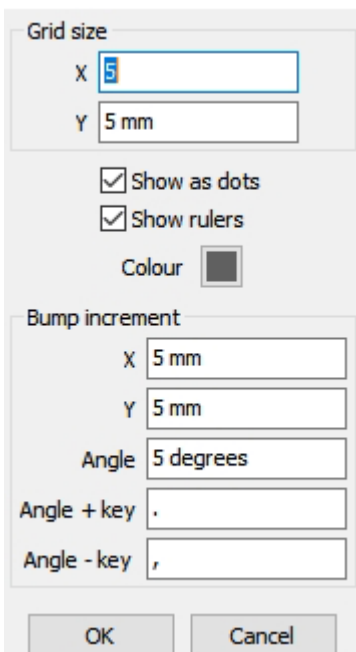 Grid size
X 5
Y 5 mm
Show as dots
Show rulers
Colour
Bump increment
X 5 mm
Y 5 mm
Angle 5 degrees
Angle + key .
Angle - key ,
OK Cancel